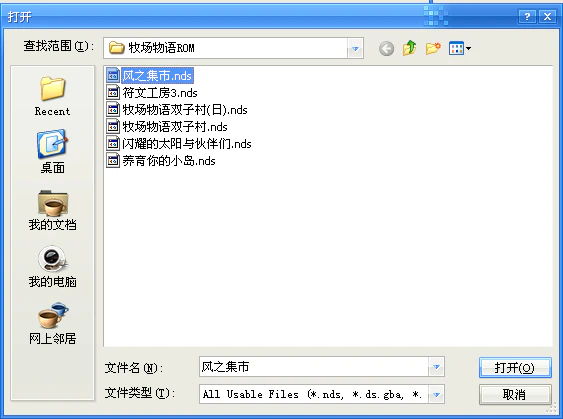 打开
查找范围(I):
牧场物语ROM
风之集市.nds
符文工房3.nds
牧场物语双子村(日).nds
牧场物语双子村.nds
闪耀的太阳与伙伴们.nds
养育你的小岛.nds
Recent
桌面
我的文档
我的电脑
网上邻居
文件名(N):
风之集市
打开(O)
文件类型(T):
All Usable Files (*.nds, *.ds.gba, *.
取消